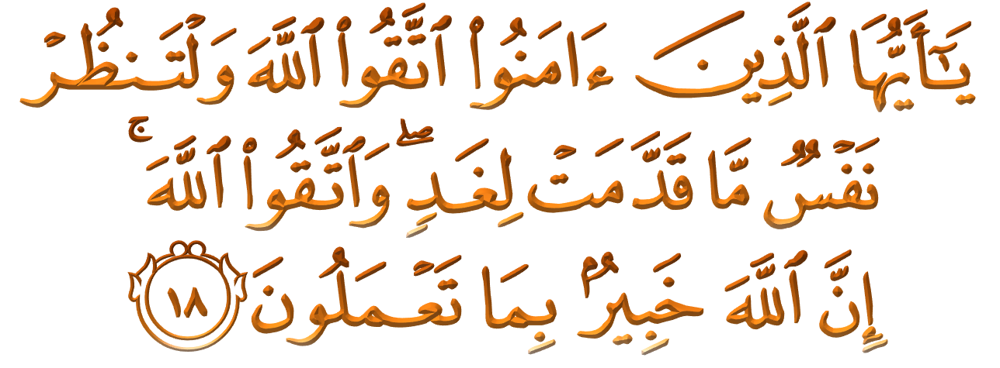 يَـٰٓأَيُّهَا ٱلَّذِينَ ءَامَنُوا۟ ٱتَّقُوا۟ ٱللَّهَ وَلْتَنظُرْ
نَفْسٌۭ مَّا قَدَّمَتْ لِغَدٍۢ ۖ وَٱتَّقُوا۟ ٱللَّهَ ۚ
إِنَّ ٱللَّهَ خَبِيرٌۢ بِمَا تَعْمَلُونَ ١٨